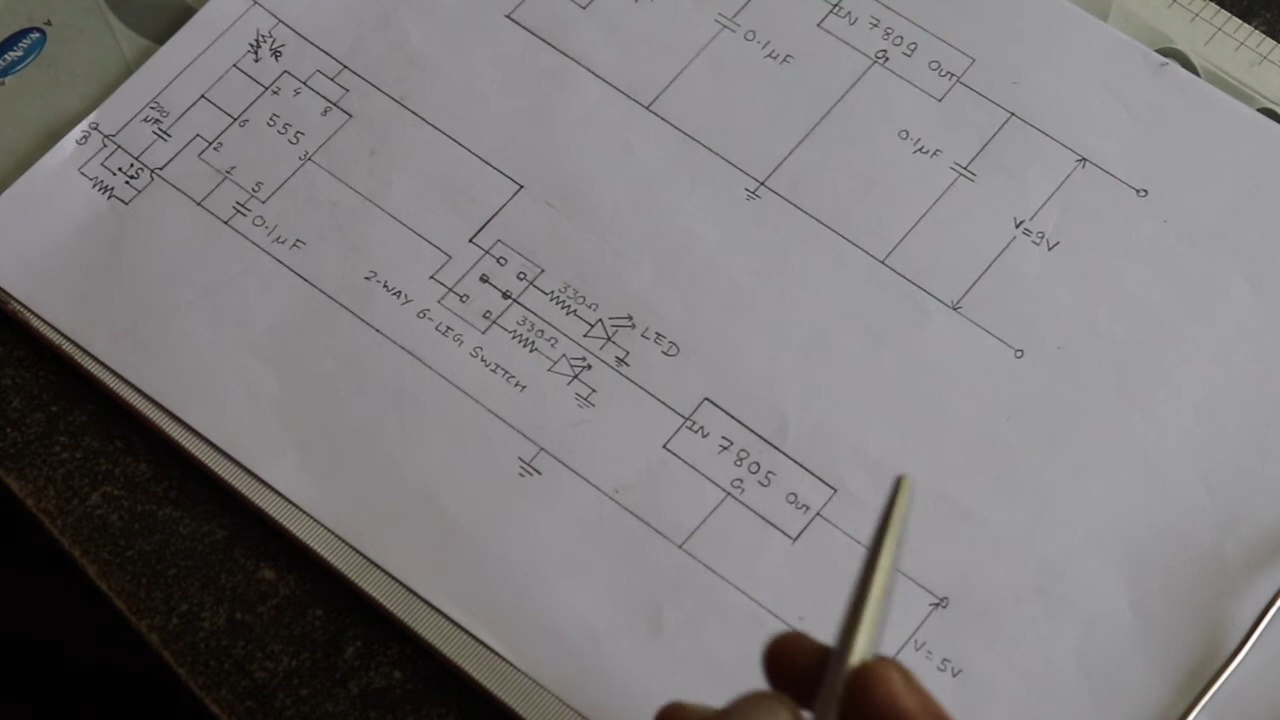 IN 7809 OUT
G
0.1μF
0.1μF
V=9V
VR
220
μF
7 4 8
555
6
2
3
1
5
B
S
0.1μF
2-WAY 6-LEG SWITCH
330Ω
LED
330Ω
IN 7805 OUT
G
V=5V